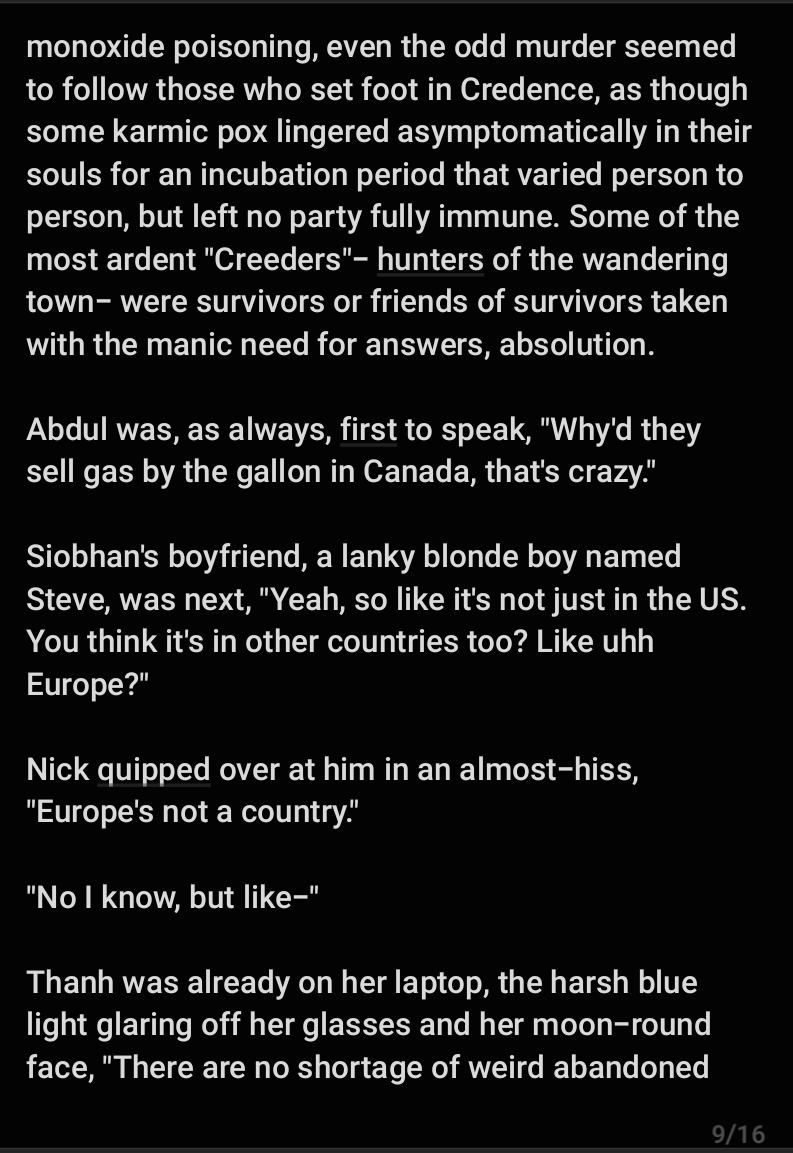 monoxide poisoning, even the odd murder seemed
to follow those who set foot in Credence, as though
some karmic pox lingered asymptomatically in their
souls for an incubation period that varied person to
person, but left no party fully immune. Some of the
most ardent "Creeders"– hunters of the wandering
town– were survivors or friends of survivors taken
with the manic need for answers, absolution.
Abdul was, as always, first to speak, "Why'd they
sell gas by the gallon in Canada, that's crazy."
Siobhan's boyfriend, a lanky blonde boy named
Steve, was next, "Yeah, so like it's not just in the US.
You think it's in other countries too? Like uhh
Europe?"
Nick quipped over at him in an almost–hiss,
"Europe's not a country."
"No I know, but like–"
Thanh was already on her laptop, the harsh blue
light glaring off her glasses and her moon–round
face, "There are no shortage of weird abandoned
9/16